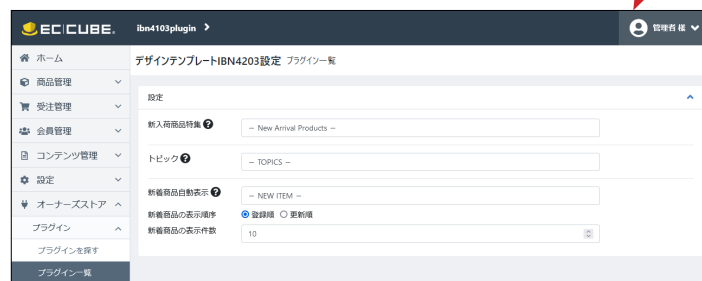 EC CUBE®
ibn4103plugin
管理者 様
ホーム
デザインテンプレートIBN4203設定 プラグイン一覧
商品管理
受注管理
会員管理
コンテンツ管理
設定
オーナーズストア
プラグイン
プラグインを探す
プラグイン一覧
設定
新入荷商品特集 ?
— New Arrival Products —
トピック ?
— TOPICS —
新着商品自動表示 ?
— NEW ITEM —
新着商品の表示順序 登録順 更新順
新着商品の表示件数 10